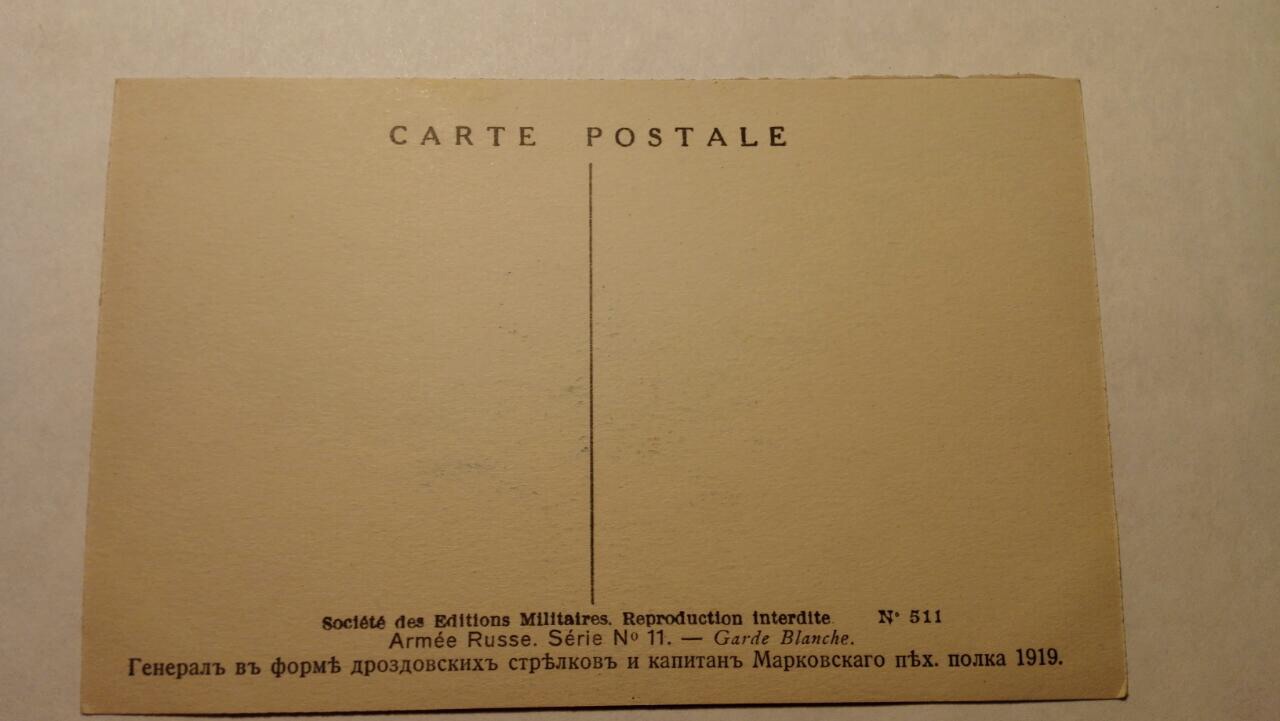 CARTE POSTALE
Société des Editions Militaires. Reproduction interdite N° 511
Armée Russe. Série No 11. — Garde Blanche.
Генералъ въ формѣ дроздовскихъ стрѣлковъ и капитанъ Марковскаго пѣх. полка 1919.